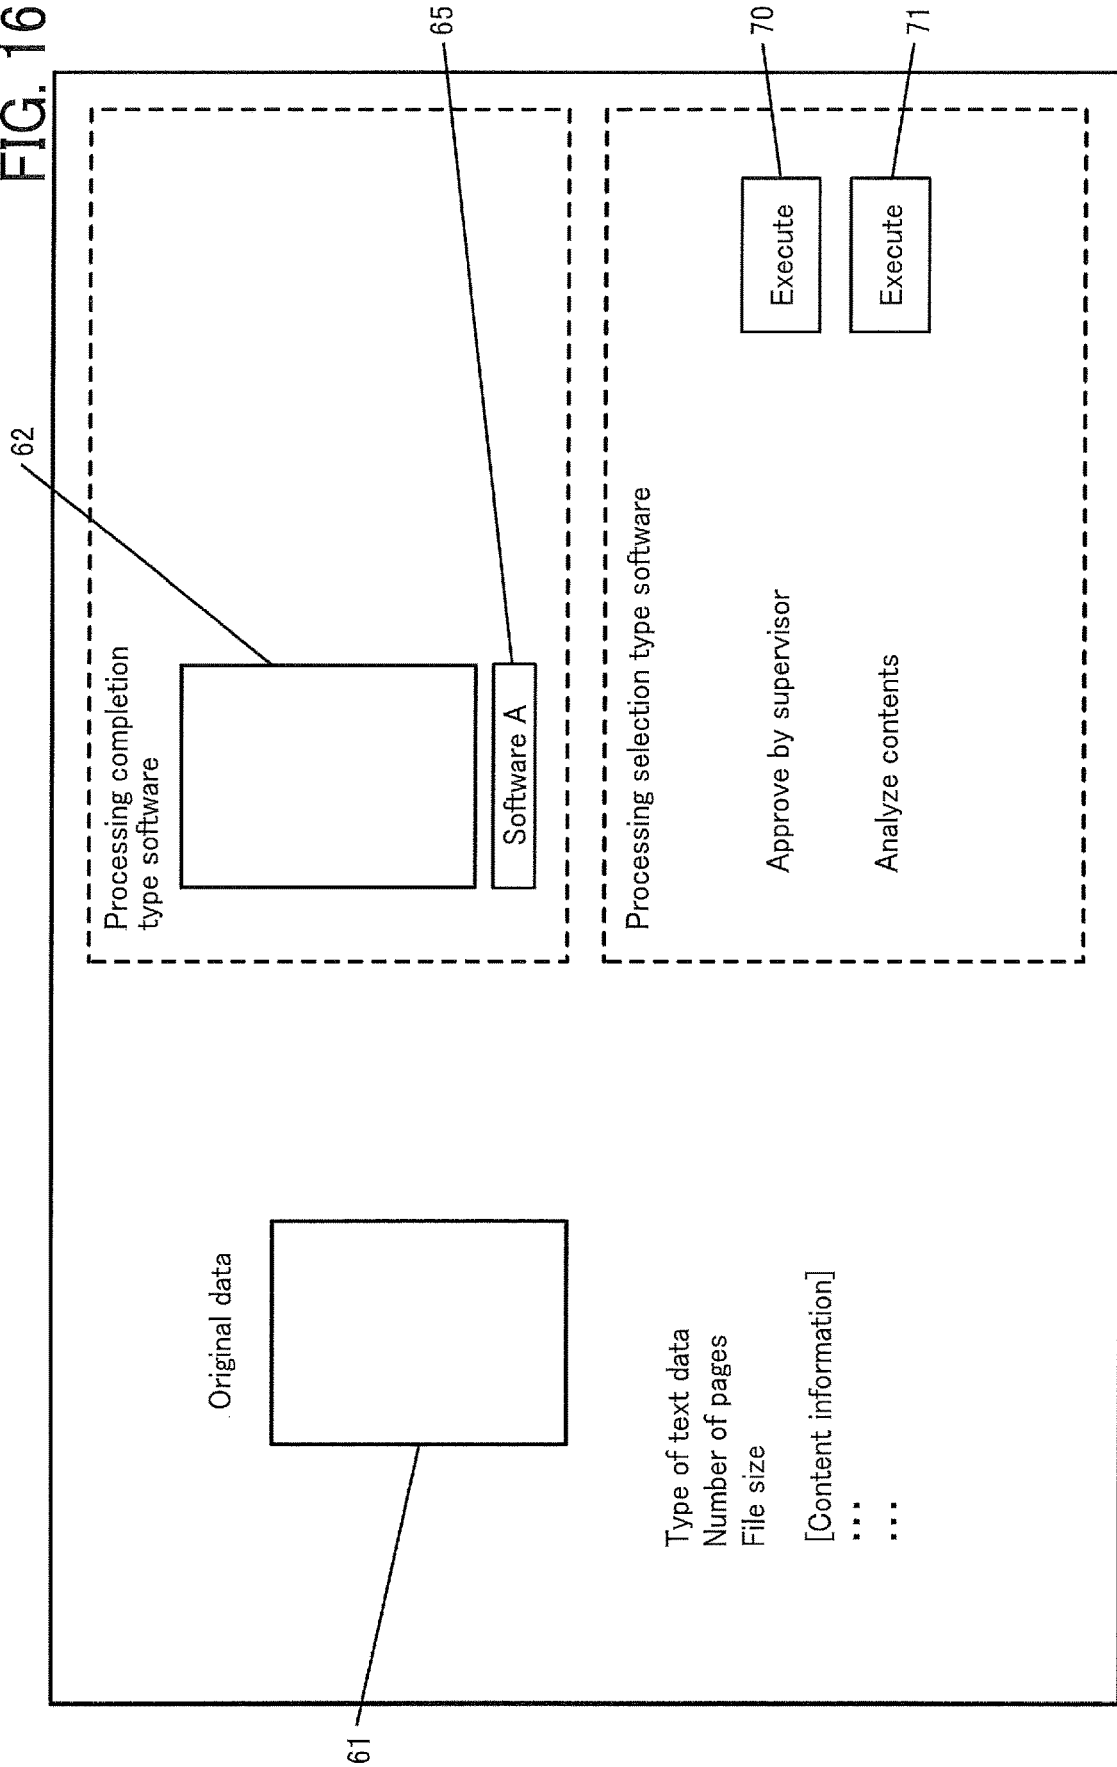 FIG. 16
62
Original data
61
Type of text data
Number of pages
File size
[Content information]
...
...
Processing completion
type software
Software A
65
Processing selection type software
Approve by supervisor
Execute
70
Analyze contents
Execute
71